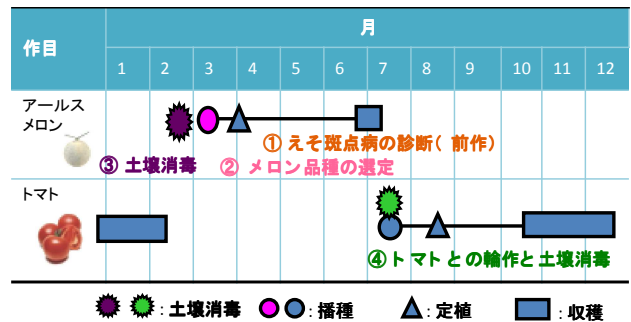 作目
月
1 2 3 4 5 6 7 8 9 10 11 12
アールス
メロン
① えそ斑点病の診断( 前作)
③ 土壌消毒 ② メロン品種の選定
トマト
④トマトとの輪作と土壌消毒
:土壌消毒 :播種 :定植 :収穫